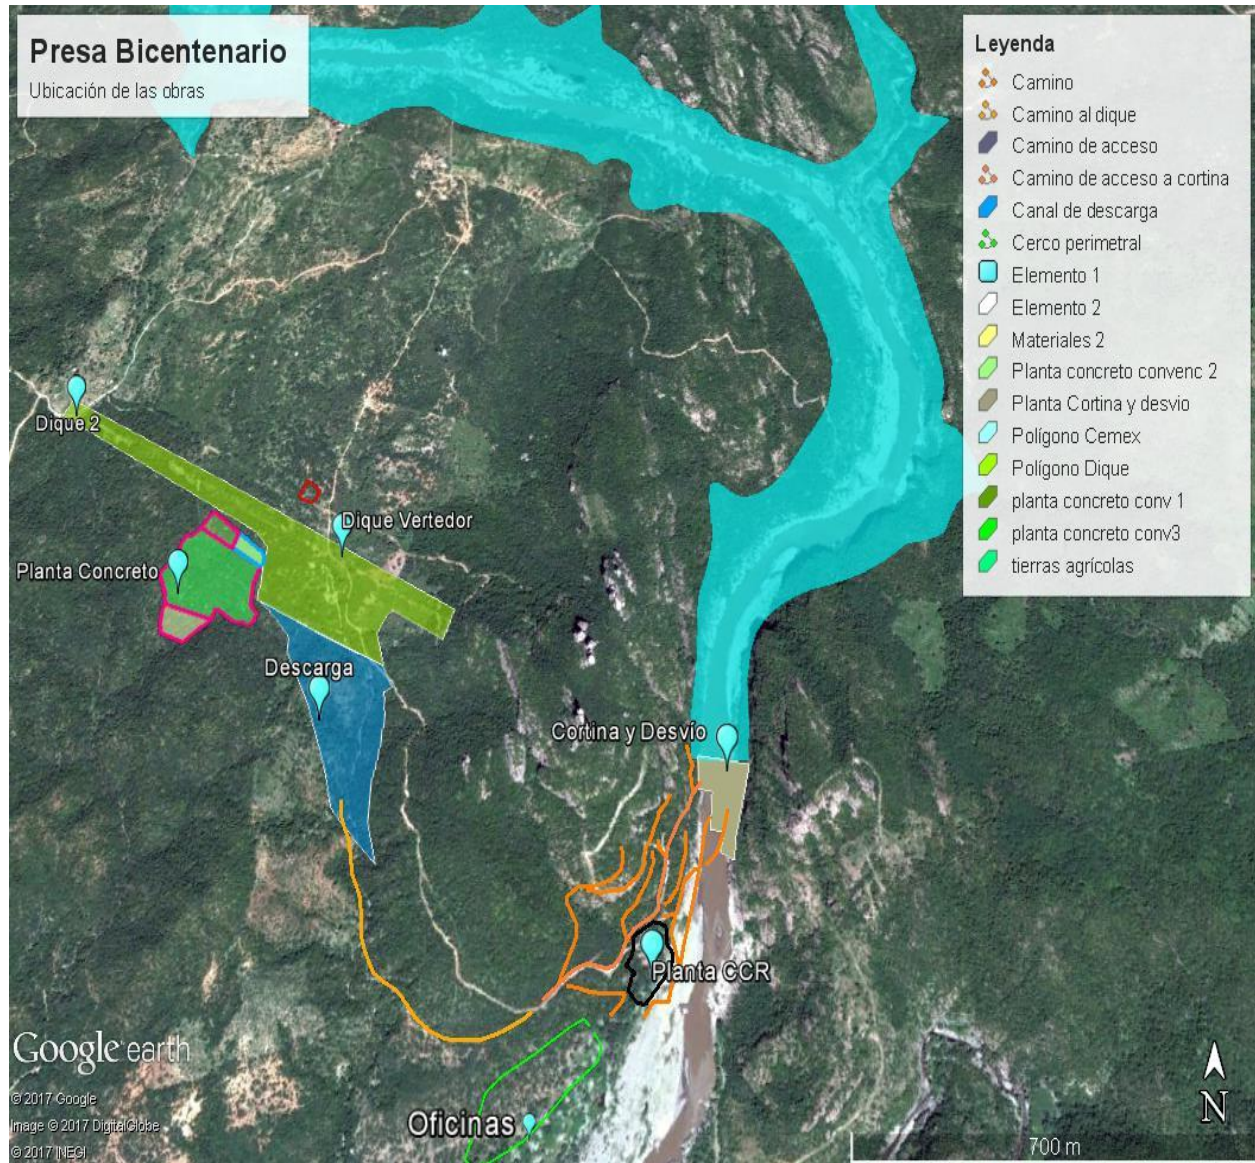 Presa Bicentenario
Ubicación de las obras
Leyenda
Camino
Camino al dique
Camino de acceso
Camino de acceso a cortina
Canal de descarga
Cerco perimetral
Elemento 1
Elemento 2
Materiales 2
Planta concreto convenc 2
Planta Cortina y desvio
Polígono Cemex
Polígono Dique
planta concreto conv 1
planta concreto conv3
tierras agrícolas
Dique 2
Dique Vertedor
Planta Concreto
Descarga
Cortina y Desvío
Planta CCR
Oficinas
Google earth
© 2017 Google
Image © 2017 DigitalGlobe
© 2017 INEGI
N
700 m